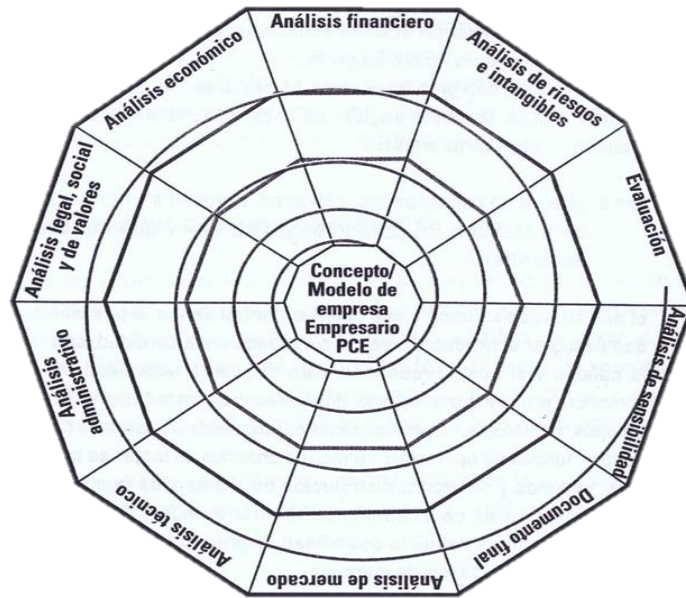 Análisis financiero
Análisis de riesgos
e intangibles
Evaluación
Análisis de sensibilidad/
Documento final
Análisis de mercado
Análisis técnico
Análisis
administrativo
Análisis legal, social
y de valores
Análisis económico
Concepto/
Modelo de
empresa
Empresario
PCE